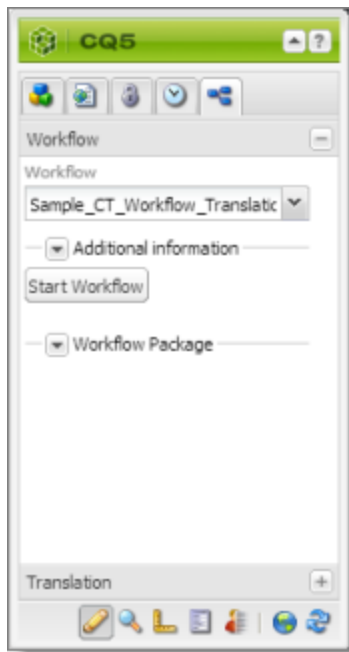 CQ5
?
Workflow
Workflow
Sample_CT_Workflow_Translatic
Additional information
Start Workflow
Workflow Package
Translation